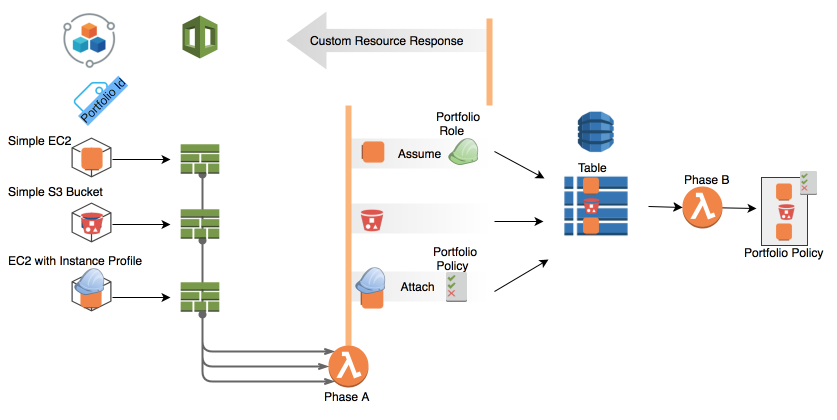 Custom Resource Response
Portfolio Id
Simple EC2
Portfolio
Role
Assume
Simple S3 Bucket
Table
Phase B
EC2 with Instance Profile
Portfolio
Policy
Attach
Portfolio Policy
Phase A